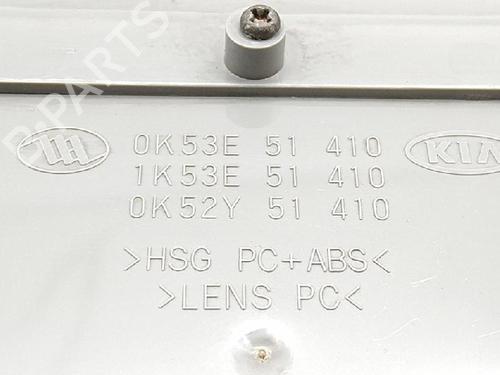 B-PARTS
0K53E 51 410
KIA
1K53E 51 410
0K52Y 51 410
>HSG PC+ABS<
>LENS PC<